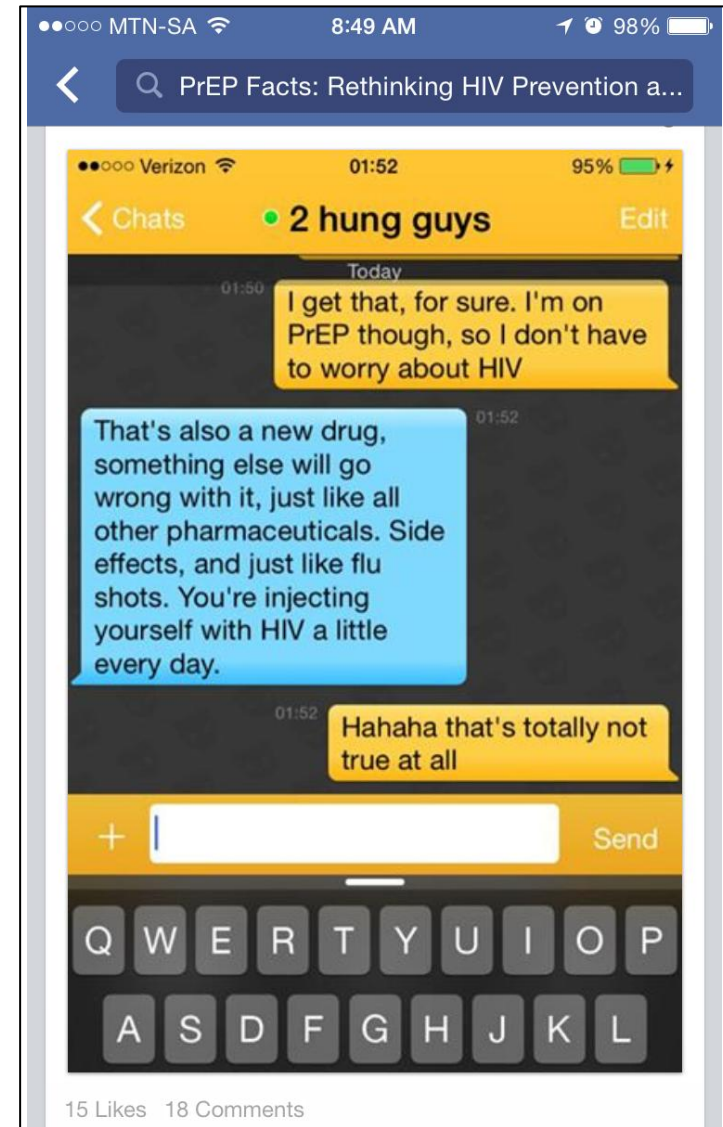 MTN-SA 8:49 AM 98%
PrEP Facts: Rethinking HIV Prevention a...
Verizon 01:52 95%
Chats 2 hung guys Edit
Today
01:50
I get that, for sure. I'm on
PrEP though, so I don't have
to worry about HIV
01:52
That's also a new drug,
something else will go
wrong with it, just like all
other pharmaceuticals. Side
effects, and just like flu
shots. You're injecting
yourself with HIV a little
every day.
01:52
Hahaha that's totally not
true at all
+ Send
Q W E R T Y U I O P
A S D F G H J K L
15 Likes 18 Comments